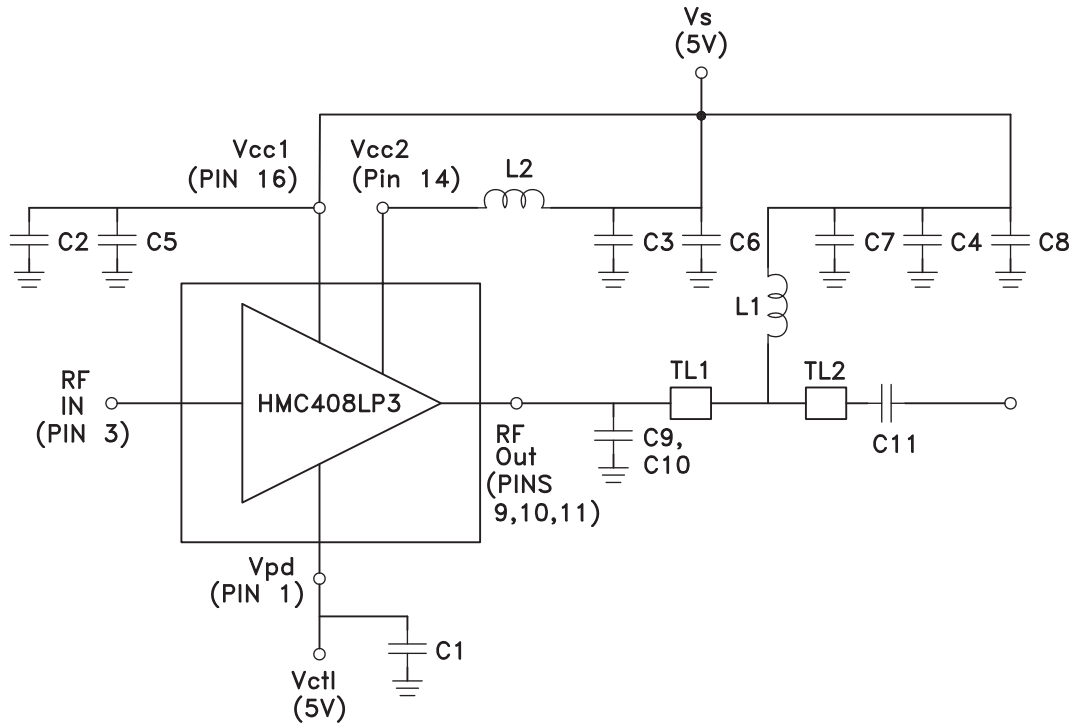 Vs
(5V)
Vcc1
(PIN 16)
Vcc2
(Pin 14)
L2
C2
C5
C3
C6
C7
C4
C8
L1
RF
IN
(PIN 3)
HMC408LP3
TL1
TL2
RF
Out
(PINS
9,10,11)
C9,
C10
C11
Vpd
(PIN 1)
C1
Vctl
(5V)